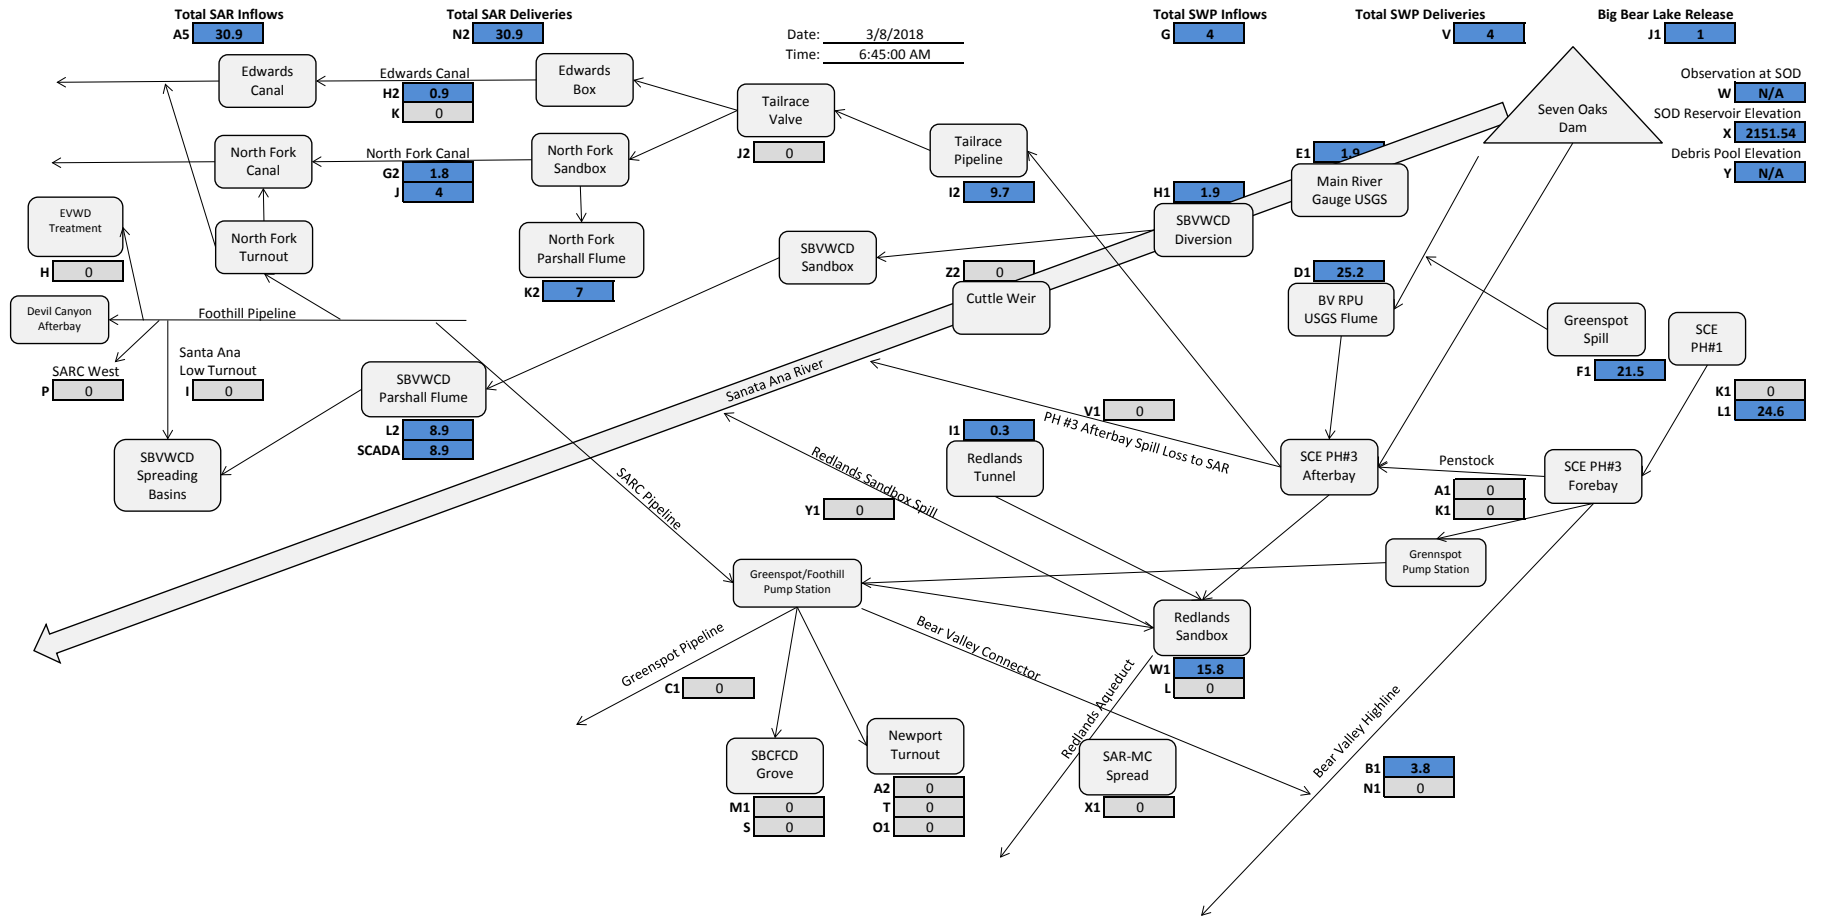 Total SAR Inflows
A5 30.9
Total SAR Deliveries
N2 30.9
Date: 3/8/2018
Time: 6:45:00 AM
Total SWP Inflows
G 4
Total SWP Deliveries
V 4
Big Bear Lake Release
J1 1
Edwards
Canal
Edwards Canal
H2 0.9
K 0
Edwards
Box
Tailrace
Valve
J2 0
Tailrace
Pipeline
I2 9.7
Seven Oaks
Dam
Observation at SOD
W N/A
SOD Reservoir Elevation
X 2151.54
Debris Pool Elevation
Y N/A
North Fork
Canal
North Fork Canal
G2 1.8
J 4
North Fork
Sandbox
E1 1.9
Main River
Gauge USGS
H1 1.9
SBVWCD
Diversion
EVWD
Treatment
H 0
North Fork
Turnout
North Fork
Parshall Flume
K2 7
SBVWCD
Sandbox
Z2 0
Cuttle Weir
D1 25.2
BV RPU
USGS Flume
Greenspot
Spill
F1 21.5
SCE
PH#1
K1 0
L1 24.6
Devil Canyon
Afterbay
Foothill Pipeline
SARC West
P 0
Santa Ana
Low Turnout
I 0
SBVWCD
Parshall Flume
L2 8.9
SCADA 8.9
Sanata Ana River
V1 0
PH #3 Afterbay Spill Loss to SAR
I1 0.3
Redlands
Tunnel
SCE PH#3
Afterbay
Penstock
A1 0
K1 0
SCE PH#3
Forebay
SBVWCD
Spreading
Basins
SARC Pipeline
Redlands Sandbox Spill
Y1 0
Grennspot
Pump Station
Greenspot/Foothill
Pump Station
Redlands
Sandbox
W1 15.8
L 0
Greenspot Pipeline
C1 0
Bear Valley Connector
Redlands Aqueduct
Bear Valley Highline
SBCFCD
Grove
M1 0
S 0
Newport
Turnout
A2 0
T 0
O1 0
SAR-MC
Spread
X1 0
B1 3.8
N1 0